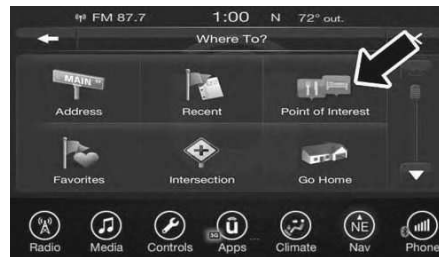 FM 87.7 1:00 N 72° out.
Where To?
MAIN
Address Recent Point of Interest
Favorites Intersection Go Home
NE
3G
Radio Media Controls Apps Climate Nav Phone